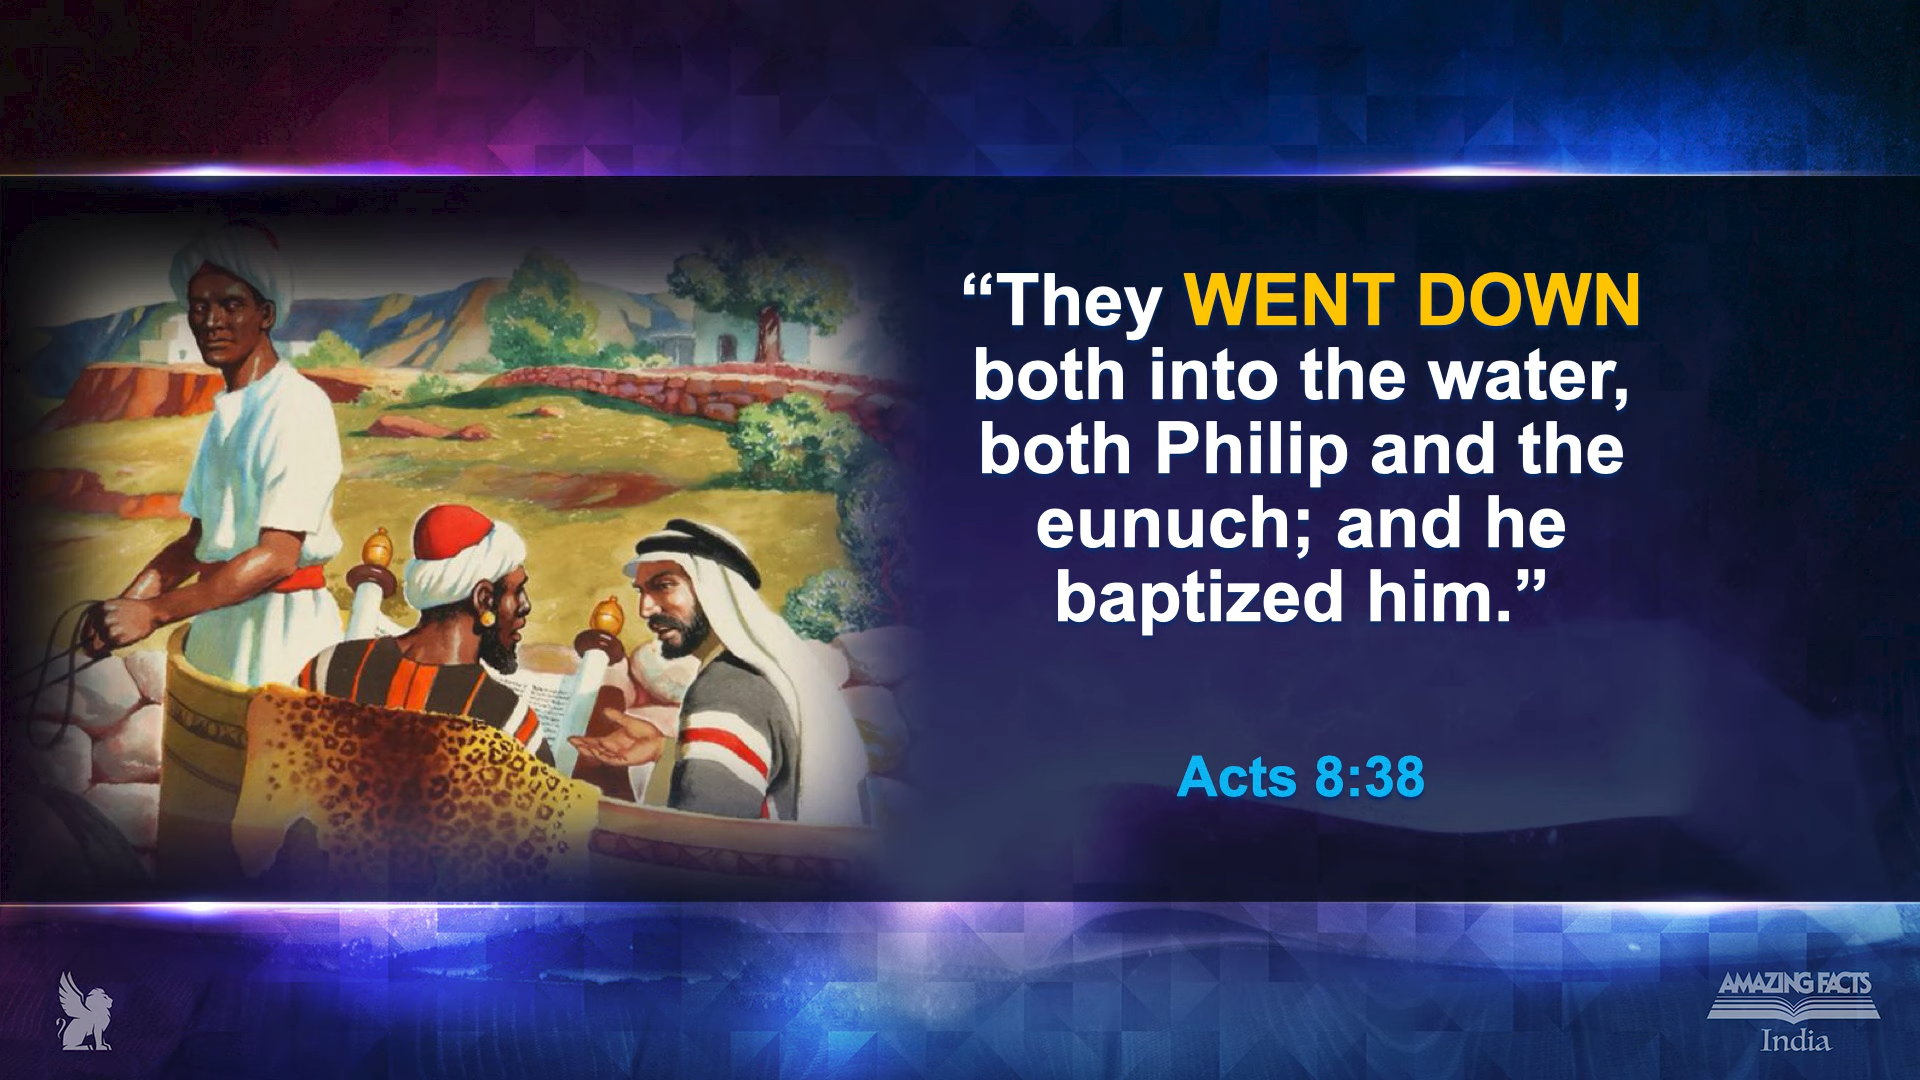 “They WENT DOWN
both into the water,
both Philip and the
eunuch; and he
baptized him.”
Acts 8:38
AMAZING FACTS
India